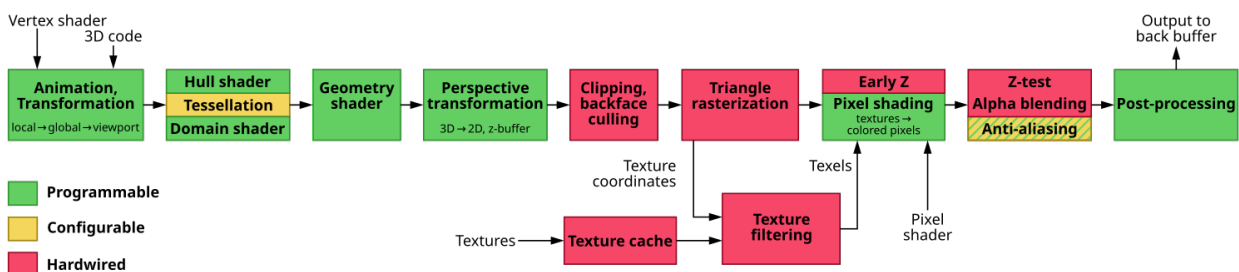 Vertex shader
3D code
Output to
back buffer
Animation,
Transformation
local→global→viewport
Hull shader
Tessellation
Domain shader
Geometry
shader
Perspective
transformation
3D→2D, z-buffer
Clipping,
backface
culling
Triangle
rasterization
Early Z
Pixel shading
textures→
colored pixels
Z-test
Alpha blending
Anti-aliasing
Post-processing
Texture
coordinates
Texels
Pixel
shader
Textures
Texture cache
Texture
filtering
Programmable
Configurable
Hardwired